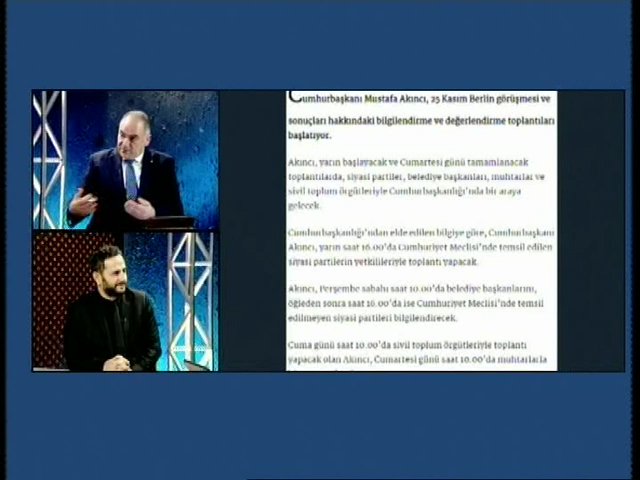 Cumhurbaşkanı Mustafa Akıncı, 25 Kasım Berlin görüşmesi ve
sonuçları hakkındaki bilgilendirme ve değerlendirme toplantıları
başlatıyor.
Akıncı, yarın başlayacak ve Cumartesi günü tamamlanacak
toplantılarda, siyasi partiler, belediye başkanları, muhtarlar ve
sivil toplum örgütleriyle Cumhurbaşkanlığı'nda bir araya
gelecek.
Cumhurbaşkanlığı'ndan elde edilen bilgiye göre, Cumhurbaşkanı
Akıncı, yarın saat 16.00'da Cumhuriyet Meclisi'nde temsil edilen
siyasi partilerin yetkilileriyle toplantı yapacak.
Akıncı, Perşembe sabahı saat 10.00'da belediye başkanlarını,
öğleden sonra saat 16.00'da ise Cumhuriyet Meclisi'nde temsil
edilmeyen siyasi partileri bilgilendirecek.
Cuma günü saat 10.00'da sivil toplum örgütleriyle toplantı
yapacak olan Akıncı, Cumartesi günü saat 10.00'da muhtarlarla